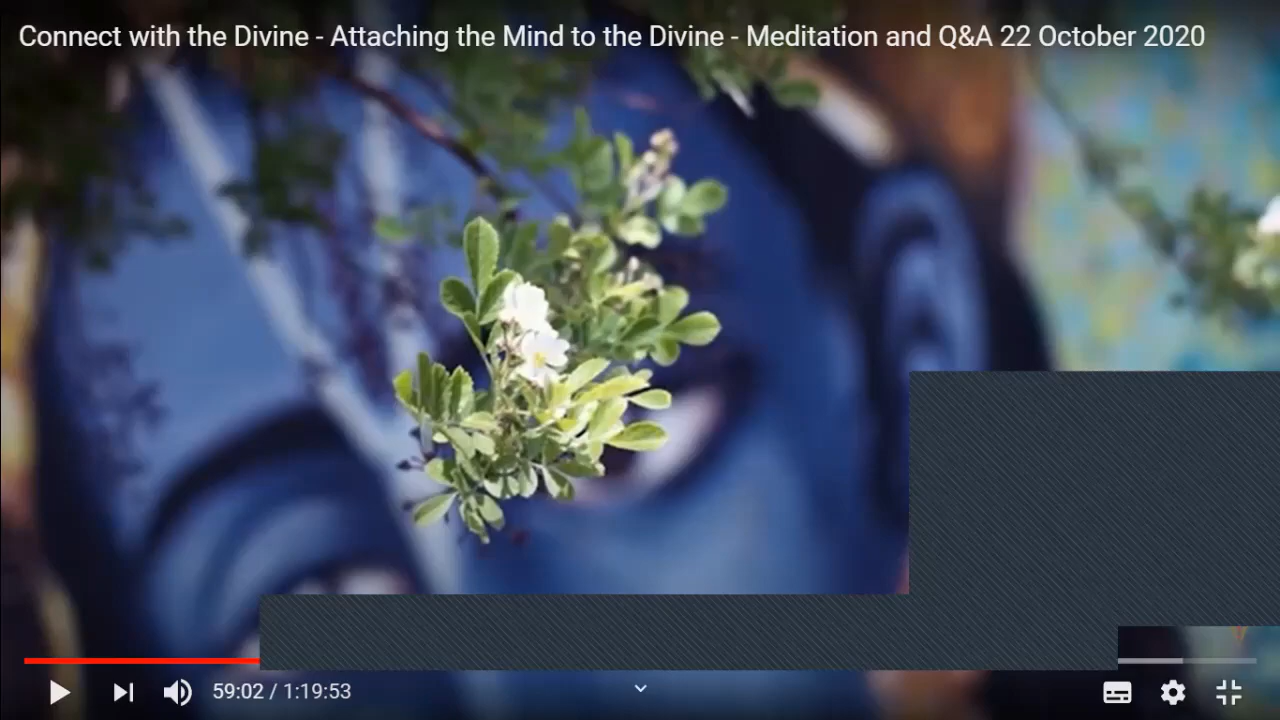 Connect with the Divine - Attaching the Mind to the Divine - Meditation and Q&A 22 October 2020
59:02 / 1:19:53